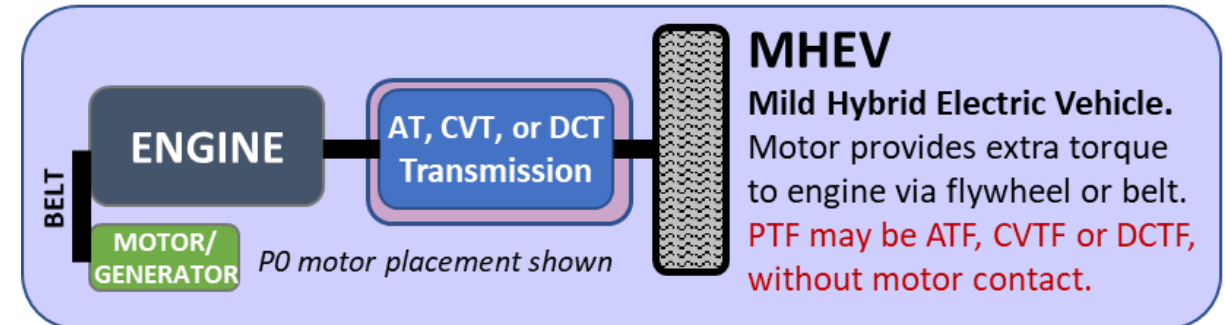 BELT
ENGINE
MOTOR/
GENERATOR
AT, CVT, or DCT
Transmission
P0 motor placement shown
MHEV
Mild Hybrid Electric Vehicle.
Motor provides extra torque
to engine via flywheel or belt.
PTF may be ATF, CVTF or DCTF,
without motor contact.